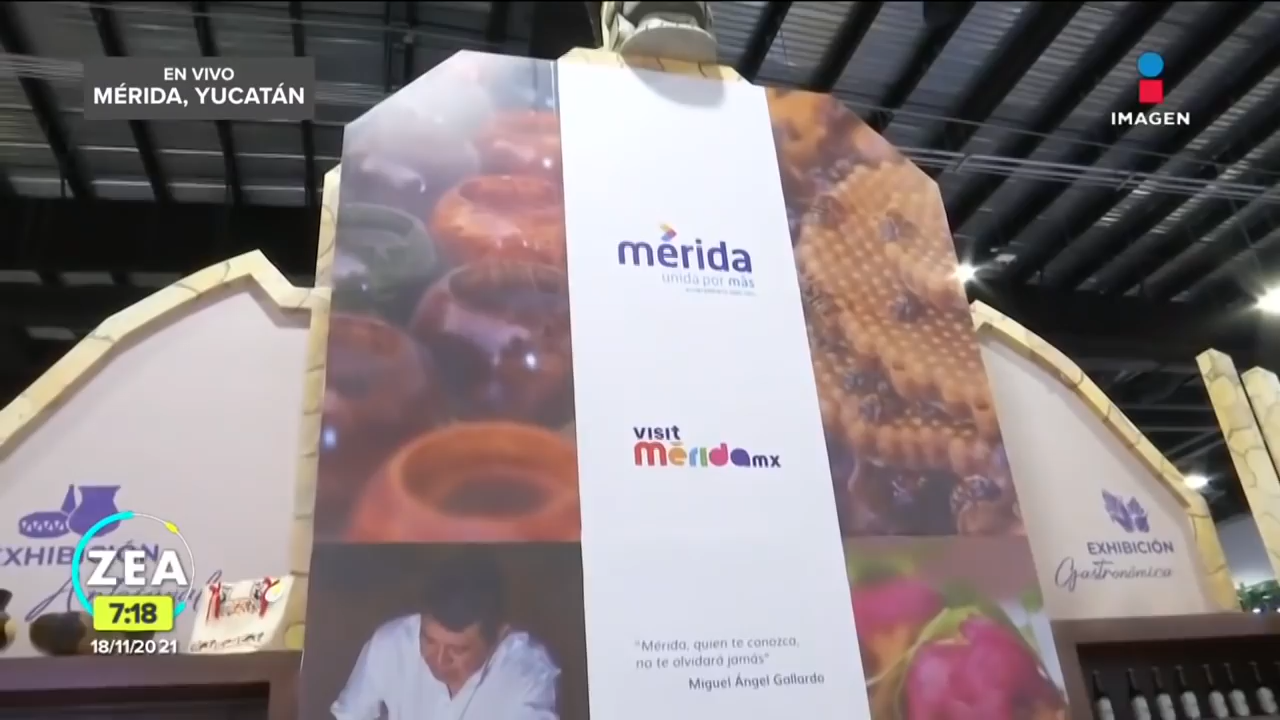 EN VIVO
MÉRIDA, YUCATÁN
IMAGEN
mérida
unida por más
VISIT
méridamx
EXHIBICIÓN
EXHIBICIÓN
Gastronómica
ZEA
7:18
18/11/2021
"Mérida, quien te conozca,
no te olvidará jamás"
Miguel Ángel Gallardo